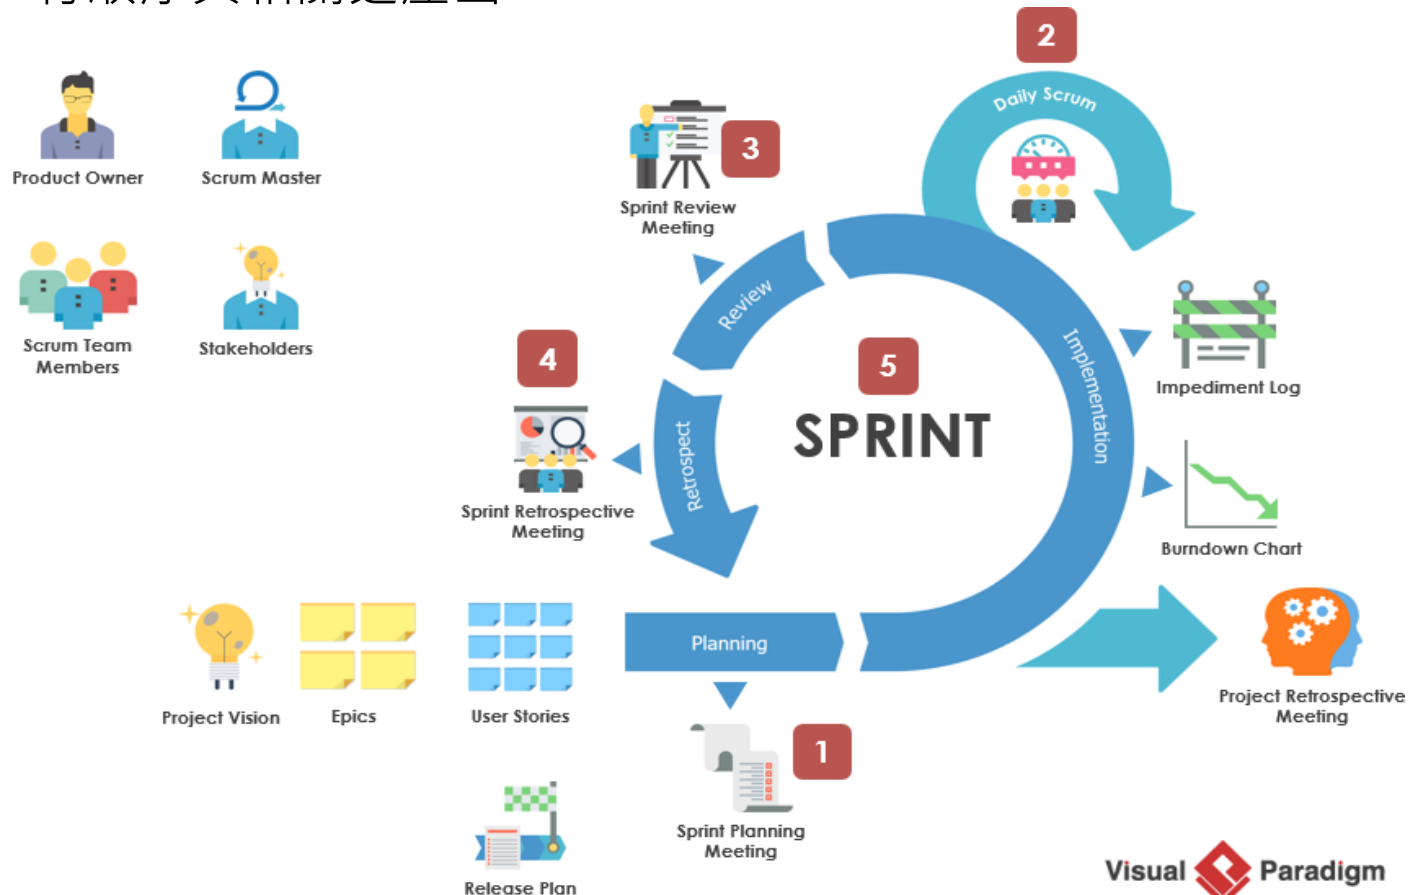 2
Daily Scrum
3
Product Owner
Scrum Master
Sprint Review
Meeting
Review
Scrum Team
Members
Stakeholders
4
5
SPRINT
Implementation
Impediment Log
Retrospect
Sprint Retrospective
Meeting
Burndown Chart
Planning
Project Vision
Epics
User Stories
Project Retrospective
Meeting
1
Sprint Planning
Meeting
Release Plan
Visual Paradigm